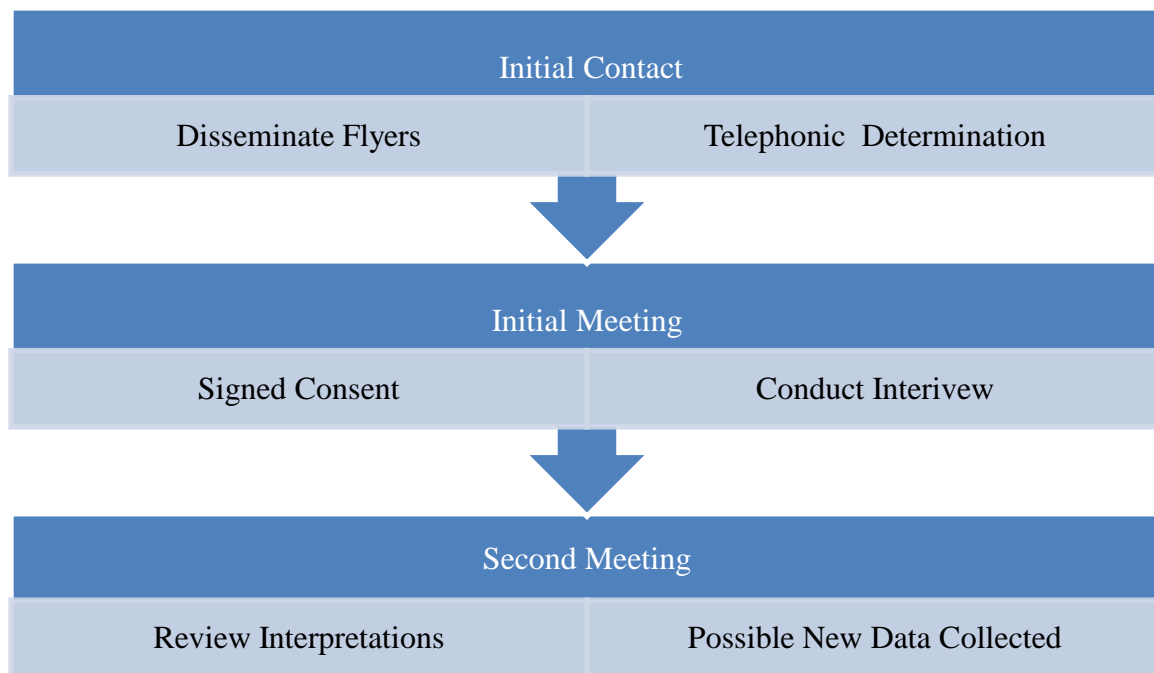 Initial Contact
Disseminate Flyers
Telephonic  Determination
Initial Meeting
Signed Consent
Conduct Interivew
Second Meeting
Review Interpretations
Possible New Data Collected